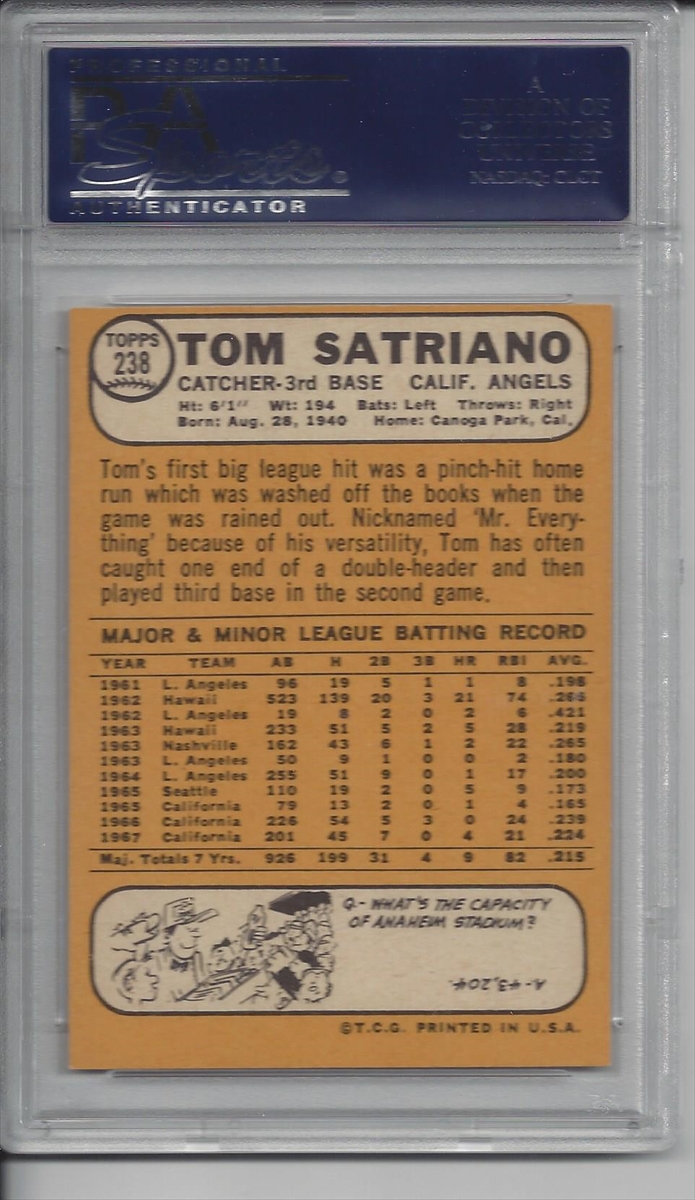 PROFESSIONAL
PSA
Sports®
AUTHENTICATOR
A
DIVISION OF
COLLECTORS
UNIVERSE
NASDAQ: CLCT
TOPPS
238
TOM SATRIANO
CATCHER-3rd BASE CALIF. ANGELS
Ht: 6'1" Wt: 194 Bats: Left Throws: Right
Born: Aug. 28, 1940 Home: Canoga Park, Cal.
Tom's first big league hit was a pinch-hit home
run which was washed off the books when the
game was rained out. Nicknamed 'Mr. Every-
thing' because of his versatility, Tom has often
caught one end of a double-header and then
played third base in the second game.
MAJOR & MINOR LEAGUE BATTING RECORD
YEAR TEAM AB H 2B 3B HR RBI AVG.
1961 L. Angeles 96 19 5 1 1 8 .198
1962 Hawaii 523 139 20 3 21 74 .266
1962 L. Angeles 19 8 2 0 2 6 .421
1963 Hawaii 233 51 5 2 5 28 .219
1963 Nashville 162 43 6 1 2 22 .265
1963 L. Angeles 50 9 1 0 0 2 .180
1964 L. Angeles 255 51 9 0 1 17 .200
1965 Seattle 110 19 2 0 5 9 .173
1965 California 79 13 2 0 1 4 .165
1966 California 226 54 5 3 0 24 .239
1967 California 201 45 7 0 4 21 .224
Maj. Totals 7 Yrs. 926 199 31 4 9 82 .215
Q.- WHAT'S THE CAPACITY
OF ANAHEIM STADIUM?
A.- 43,204.
©T.C.G. PRINTED IN U.S.A.